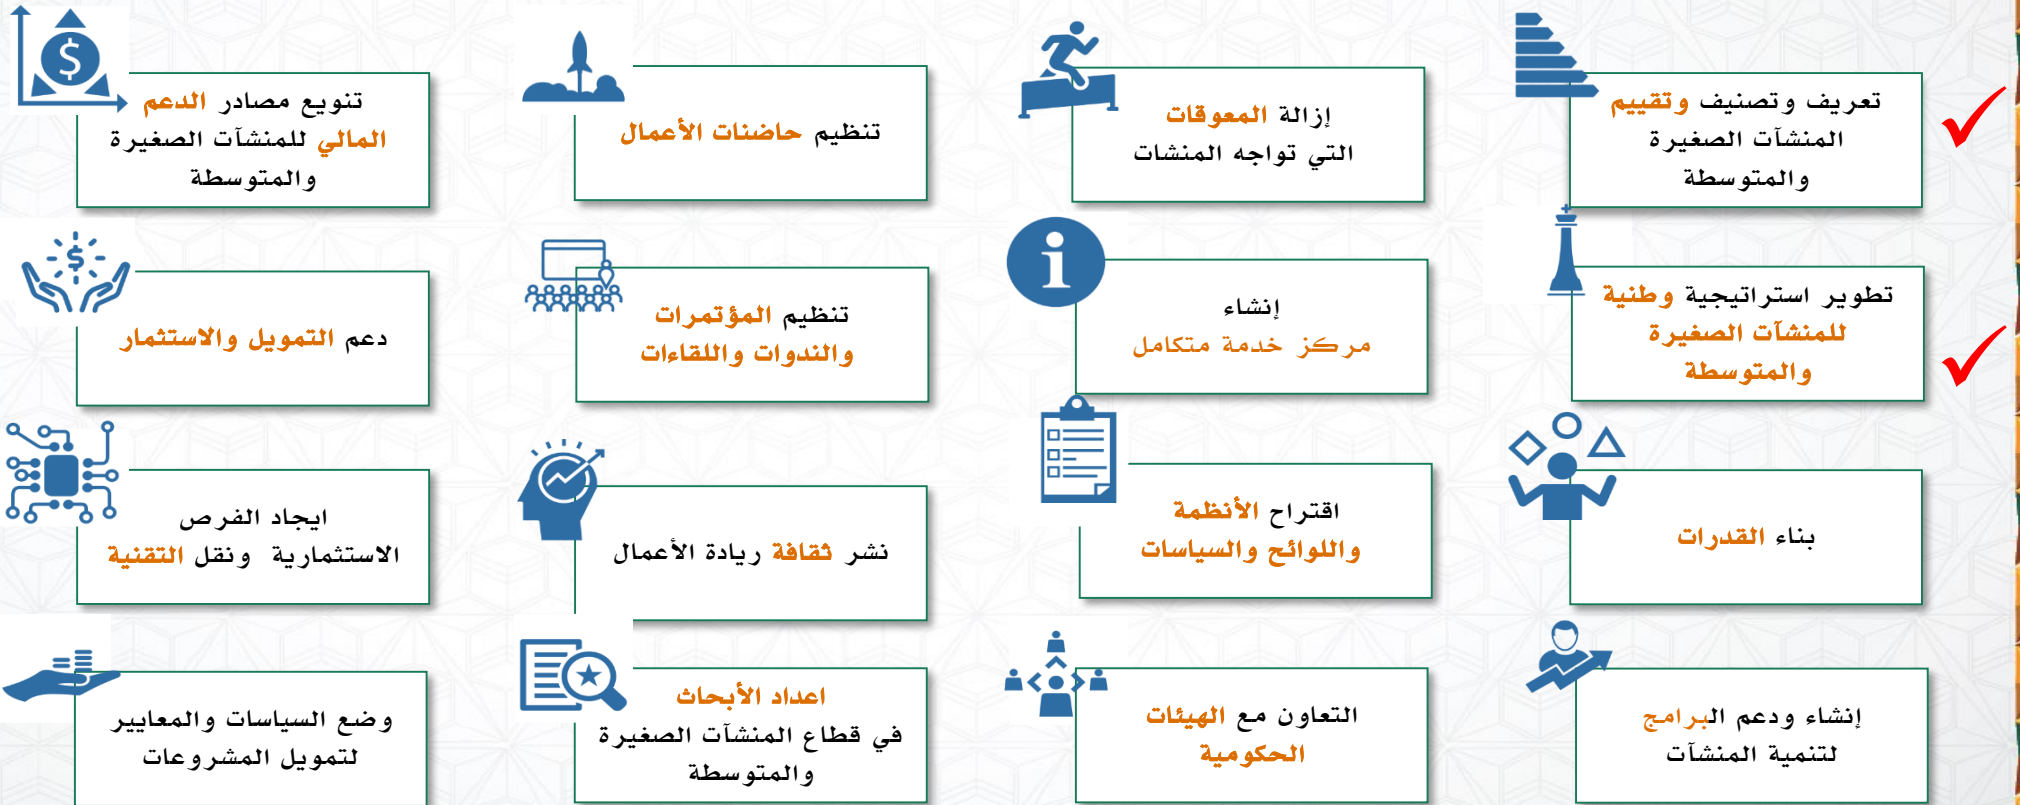 تعريف وتصنيف وتقييم
المنشآت الصغيرة
والمتوسطة
إزالة المعوقات
التي تواجه المنشات
تنظيم حاضنات الأعمال
تنويع مصادر الدعم
المالي للمنشآت الصغيرة
والمتوسطة
تطوير استراتيجية وطنية
للمنشآت الصغيرة
والمتوسطة
إنشاء
مركز خدمة متكامل
تنظيم المؤتمرات
والندوات واللقاءات
دعم التمويل والاستثمار
بناء القدرات
اقتراح الأنظمة
واللوائح والسياسات
نشر ثقافة ريادة الأعمال
ايجاد الفرص
الاستثمارية ونقل التقنية
إنشاء ودعم البرامج
لتنمية المنشآت
التعاون مع الهيئات
الحكومية
اعداد الأبحاث
في قطاع المنشآت الصغيرة
والمتوسطة
وضع السياسات والمعايير
لتمويل المشروعات